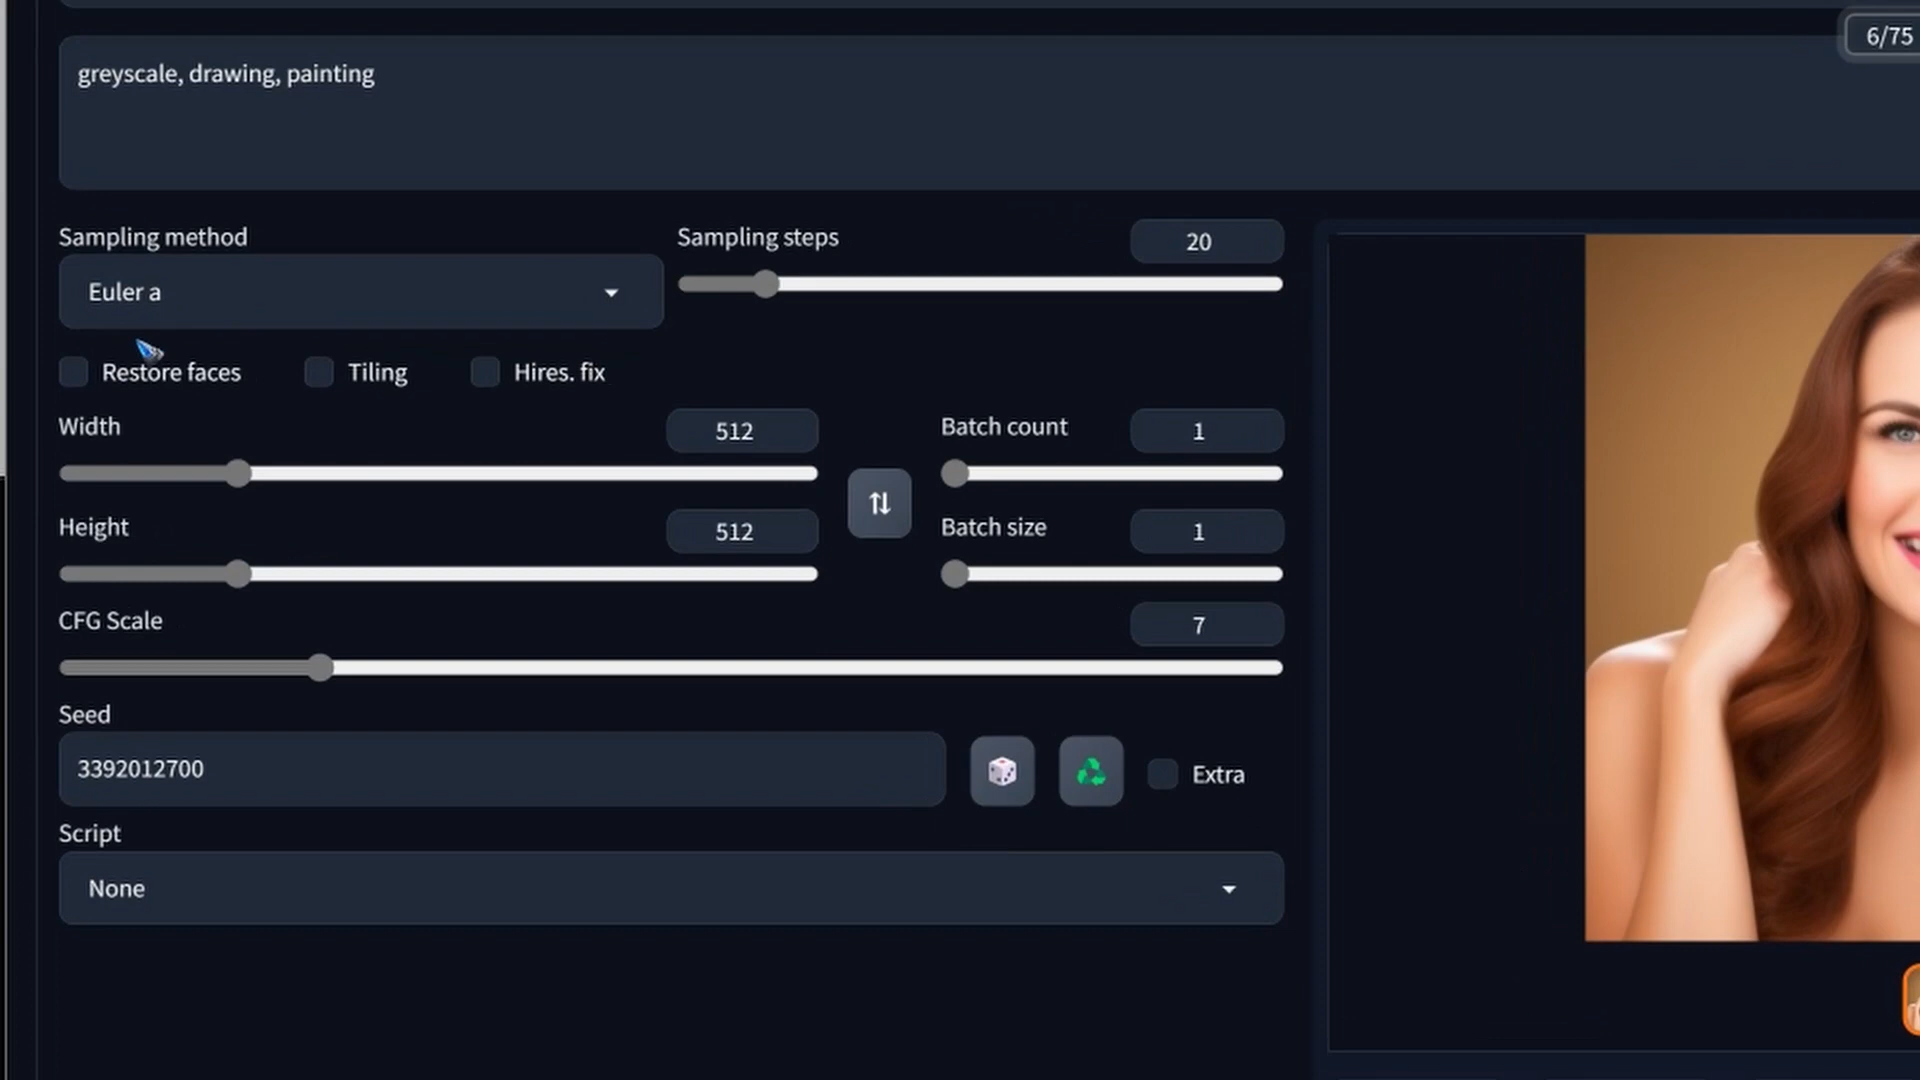 6/75
greyscale, drawing, painting
Sampling method
Euler a
Sampling steps
20
Restore faces
Tiling
Hires. fix
Width
512
Batch count
1
Height
512
Batch size
1
CFG Scale
7
Seed
3392012700
Extra
Script
None